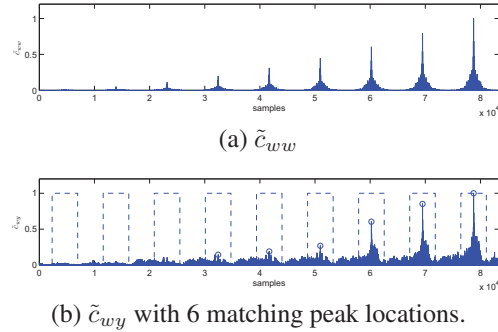 1
0.5
0
c̃ww
0 1 2 3 4 5 6 7 8
samples
x 10⁴
(a) c̃ww
1
0.5
0
c̃wy
0 1 2 3 4 5 6 7 8
samples
x 10⁴
(b) c̃wy with 6 matching peak locations.